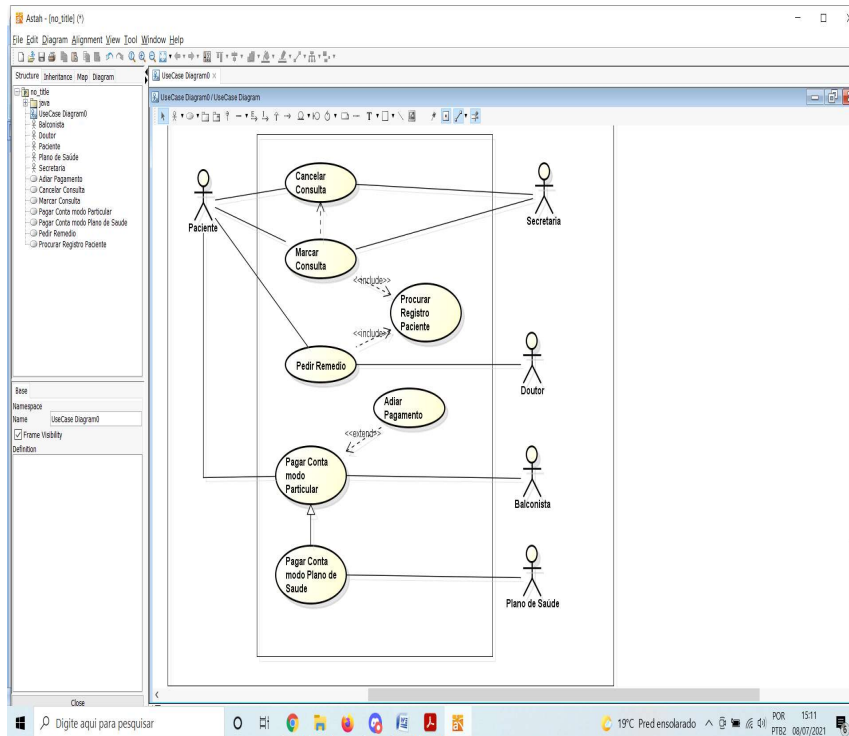 Astah - [no_title] (*)
File Edit Diagram Alignment View Tool Window Help
Structure Inheritance Map Diagram
no_title
java
UseCase Diagram0
Balconista
Doutor
Paciente
Plano de Saúde
Secretaria
Adiar Pagamento
Cancelar Consulta
Marcar Consulta
Pagar Conta modo Particular
Pagar Conta modo Plano de Saude
Pedir Remedio
Procurar Registro Paciente
Base
Namespace
Name UseCase Diagram0
Frame Visibility
Definition
Close
UseCase Diagram0
UseCase Diagram0/UseCase Diagram
Cancelar
Consulta
Paciente
Secretaria
Marcar
Consulta
<<include>>
Procurar
Registro
Paciente
<<include>>
Pedir Remedio
Doutor
Adiar
Pagamento
<<extend>>
Pagar Conta
modo
Particular
Balconista
Pagar Conta
modo Plano de
Saude
Plano de Saúde
Digite aqui para pesquisar
19°C Pred ensolarado
POR
PTB2
15:11
08/07/2021
6